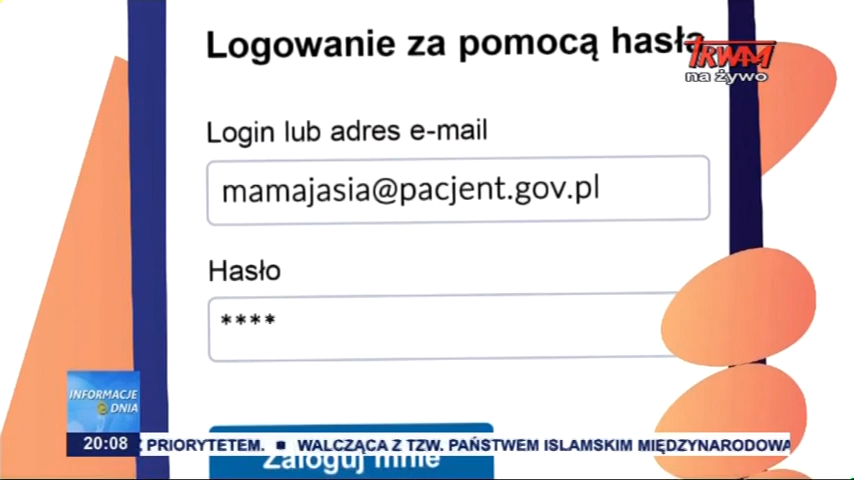 Logowanie za pomocą hasła
TRWAM
na żywo
Login lub adres e-mail
mamajasia@pacjent.gov.pl
Hasło
****
INFORMACJE
DNIA
20:08
Z PRIORYTETEM. ■ WALCZĄCA Z TZW. PAŃSTWEM ISLAMSKIM MIĘDZYNARODOWA
Zaloguj mnie